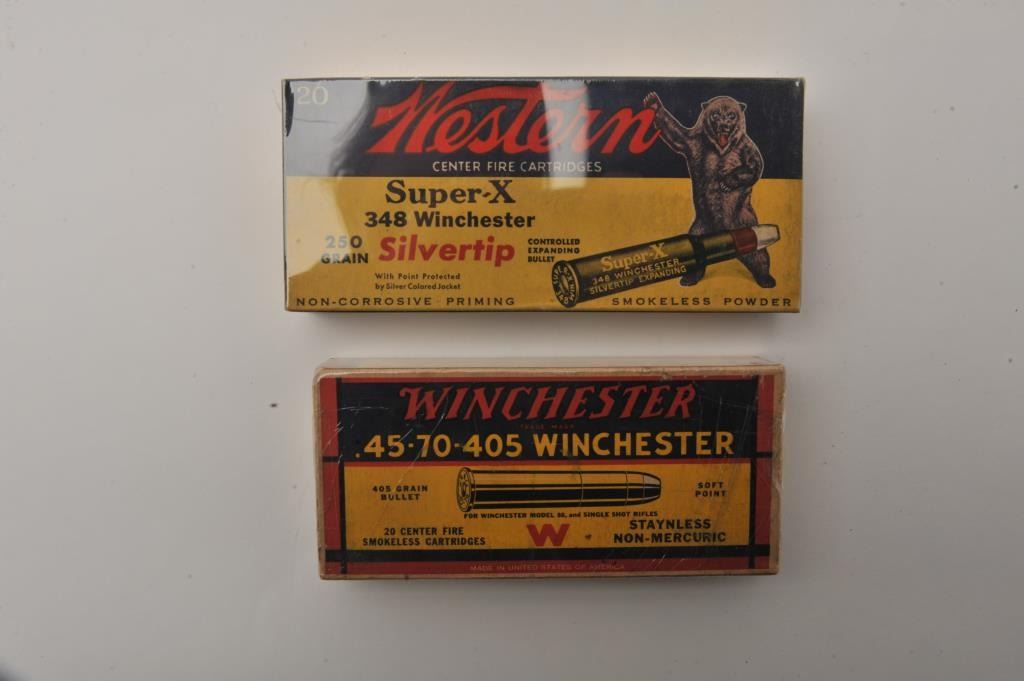 20
Western
CENTER FIRE CARTRIDGES
Super-X
348 Winchester
250 GRAIN
Silvertip
CONTROLLED
EXPANDING
BULLET
With Point Protected
by Silver Colored Jacket
Super-X
348 WINCHESTER
SILVERTIP EXPANDING
NON-CORROSIVE PRIMING
SMOKELESS POWDER
WINCHESTER
TRADE MARK
.45-70-405 WINCHESTER
405 GRAIN
BULLET
SOFT
POINT
FOR WINCHESTER MODEL 86, and SINGLE SHOT RIFLES
20 CENTER FIRE
SMOKELESS CARTRIDGES
W
STAYNLESS
NON-MERCURIC
MADE IN UNITED STATES OF AMERICA